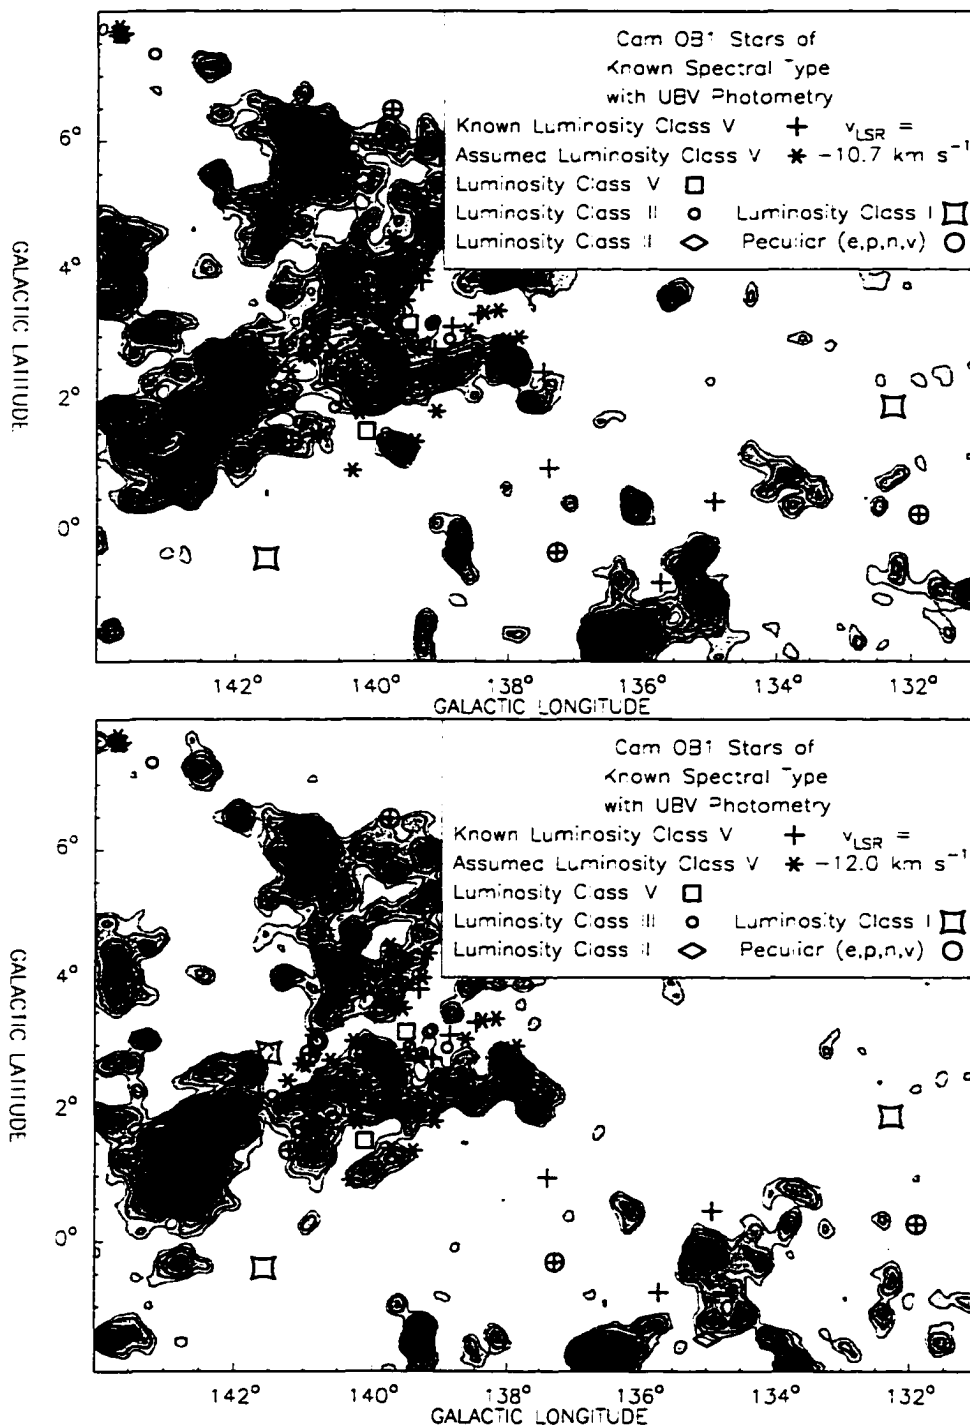 Cam OB1 Stars of
Known Spectral Type
with UBV Photometry
Known Luminosity Class V + v_LSR =
Assumed Luminosity Class V * -10.7 km s⁻¹
Luminosity Class V
Luminosity Class III Luminosity Class I
Luminosity Class II Peculiar (e,p,n,v)
6°
4°
2°
0°
GALACTIC LATITUDE
142° 140° 138° 136° 134° 132°
GALACTIC LONGITUDE
Cam OB1 Stars of
Known Spectral Type
with UBV Photometry
Known Luminosity Class V + v_LSR =
Assumed Luminosity Class V * -12.0 km s⁻¹
Luminosity Class V
Luminosity Class III Luminosity Class I
Luminosity Class II Peculiar (e,p,n,v)
6°
4°
2°
0°
GALACTIC LATITUDE
142° 140° 138° 136° 134° 132°
GALACTIC LONGITUDE